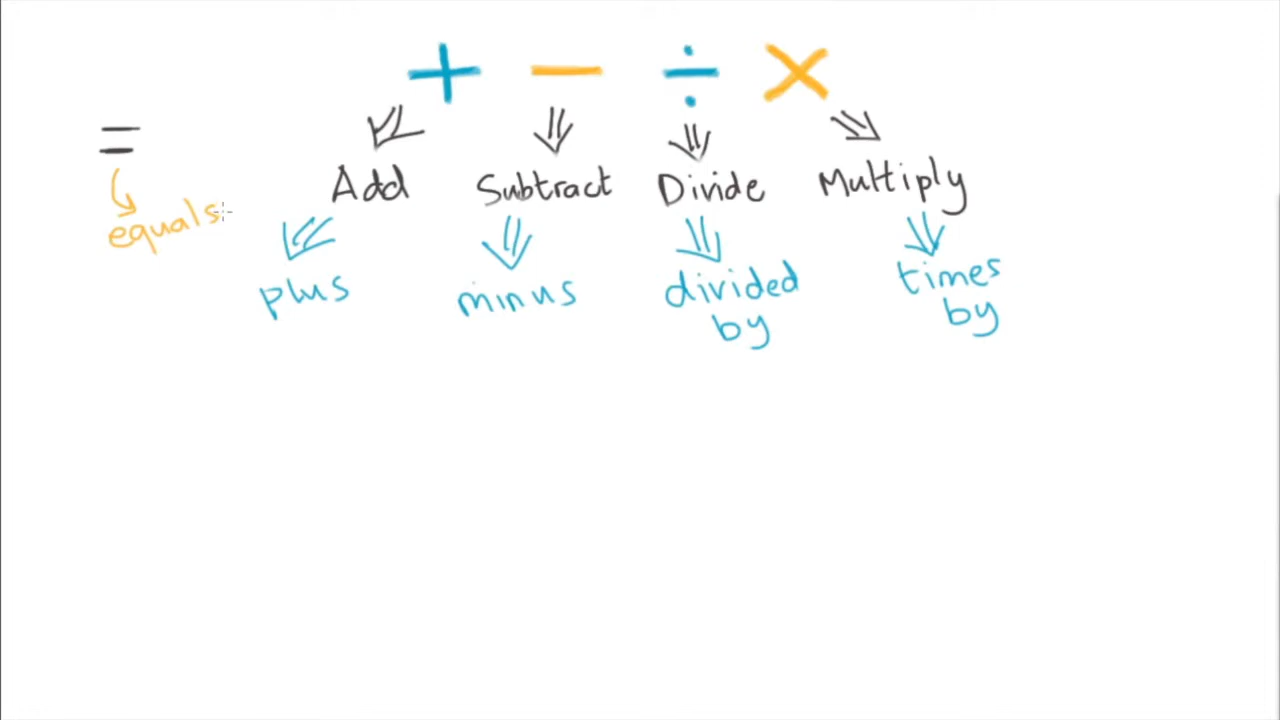 + − ÷ ×
=
Add Subtract Divide Multiply
equals
plus minus divided by times by